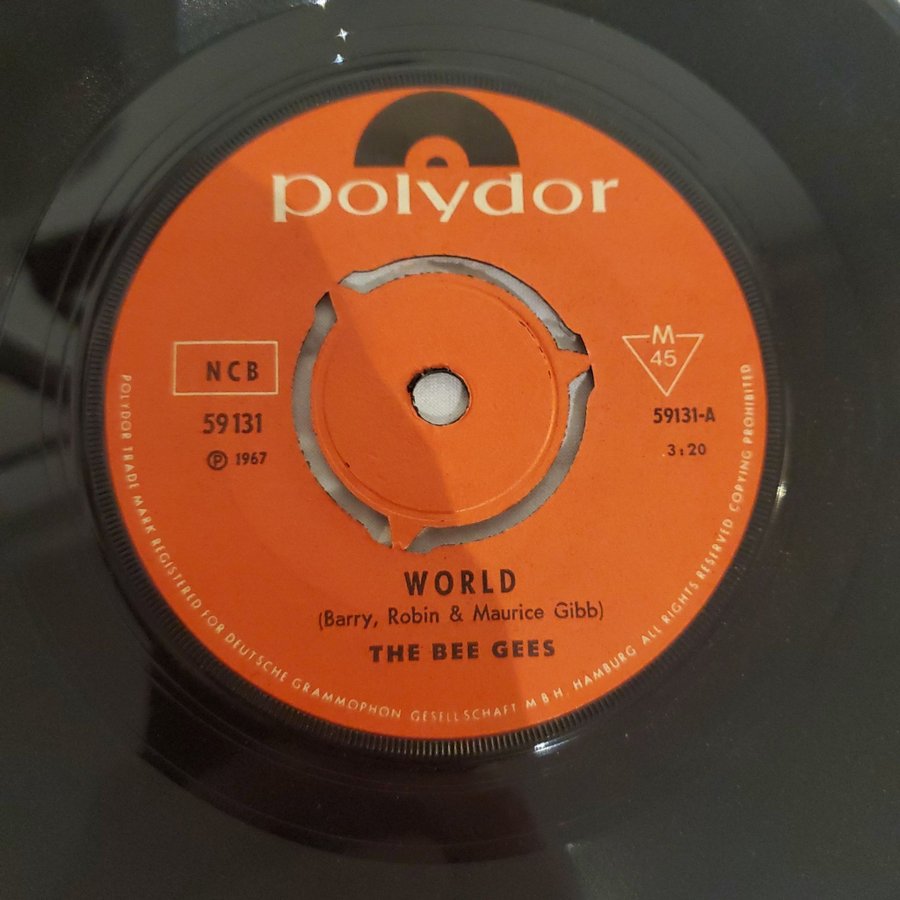 polydor
NCB
59131
Ⓟ 1967
M
45
59131-A
3:20
WORLD
(Barry, Robin & Maurice Gibb)
THE BEE GEES
POLYDOR TRADE MARK REGISTERED FOR DEUTSCHE GRAMMOPHON GESELLSCHAFT M B H, HAMBURG ALL RIGHTS RESERVED COPYING PROHIBITED